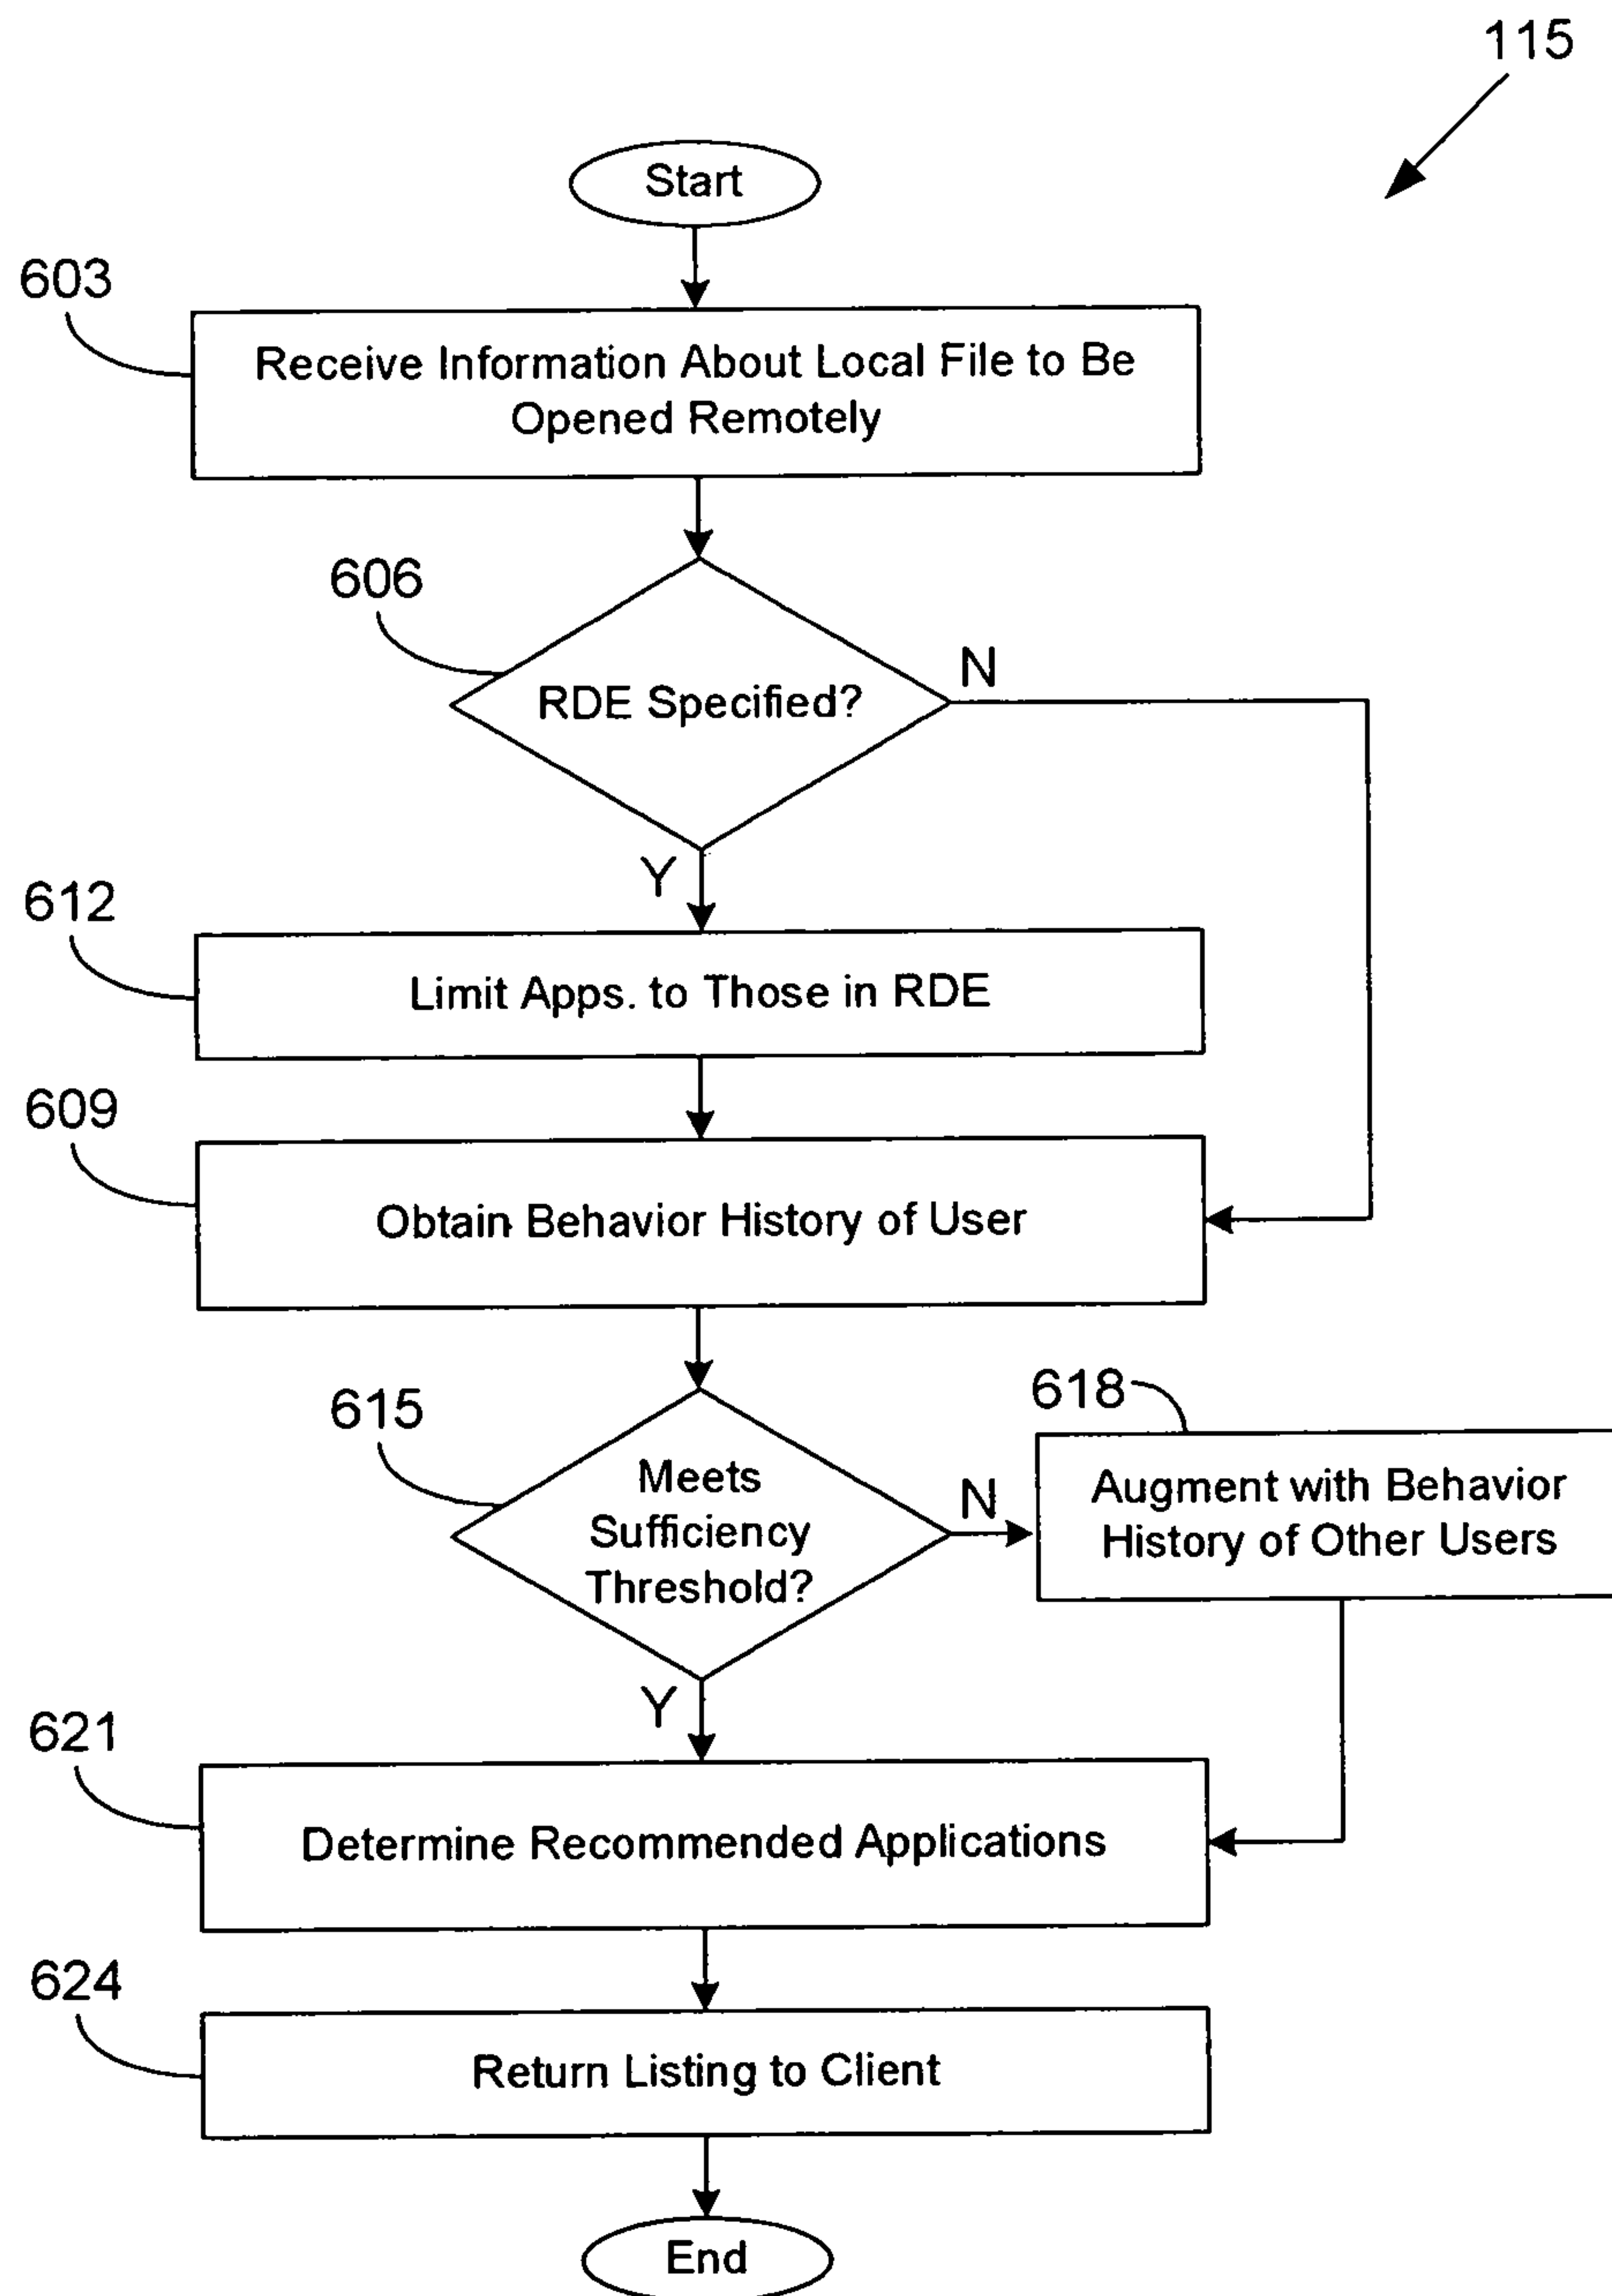 115
Start
603
Receive Information About Local File to Be
Opened Remotely
606
RDE Specified?
N
Y
612
Limit Apps. to Those in RDE
609
Obtain Behavior History of User
615
Meets
Sufficiency
Threshold?
N
618
Augment with Behavior
History of Other Users
Y
621
Determine Recommended Applications
624
Return Listing to Client
End